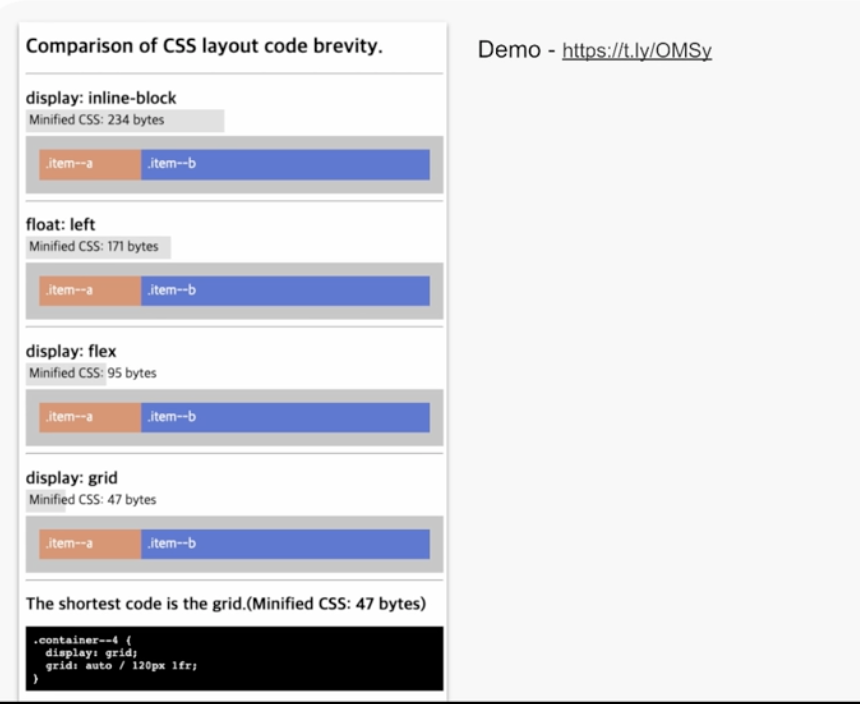 Comparison of CSS layout code brevity.
display: inline-block
Minified CSS: 234 bytes
.item--a .item--b
float: left
Minified CSS: 171 bytes
.item--a .item--b
display: flex
Minified CSS: 95 bytes
.item--a .item--b
display: grid
Minified CSS: 47 bytes
.item--a .item--b
The shortest code is the grid.(Minified CSS: 47 bytes)
.container--4 {
  display: grid;
  grid: auto / 120px 1fr;
}
Demo - https://t.ly/OMSy